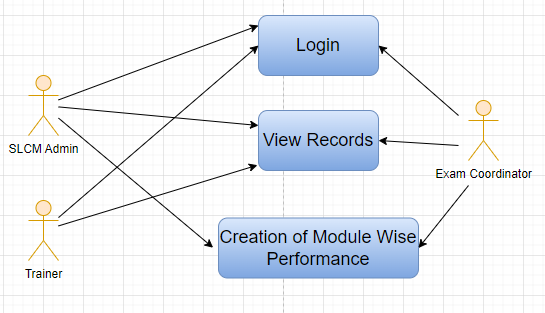 Login
SLCM Admin
View Records
Exam Coordinator
Creation of Module Wise
Performance
Trainer